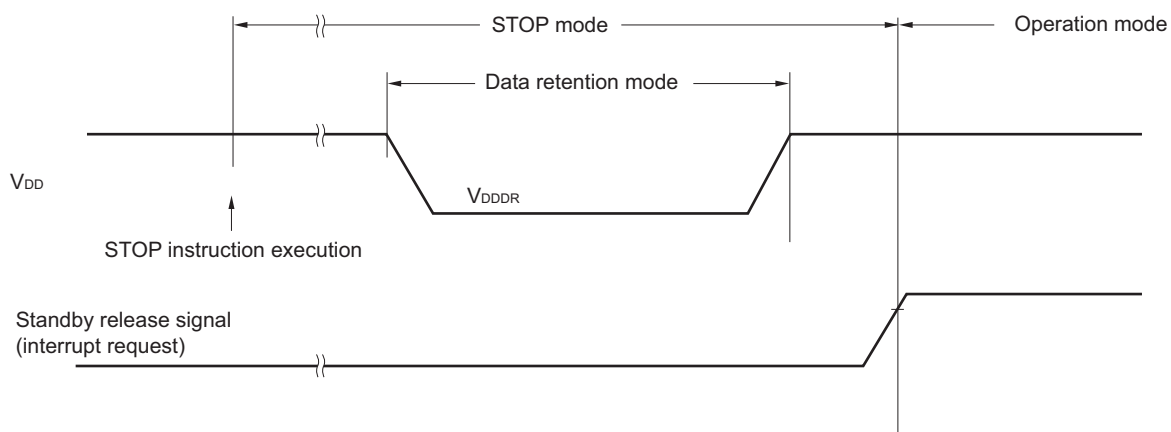 STOP mode
Operation mode
Data retention mode
VDD
VDDDR
STOP instruction execution
Standby release signal
(interrupt request)